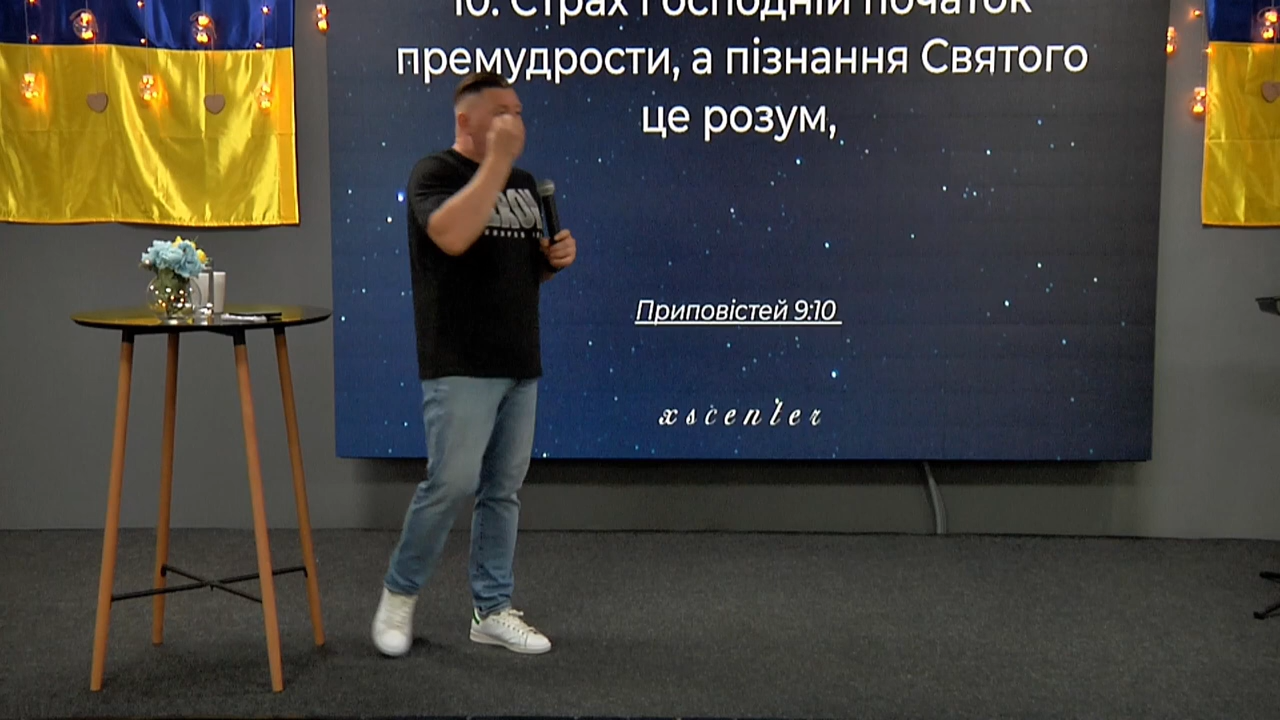 10. Страх Господній початок
премудрости, а пізнання Святого
це розум,
Приповістей 9:10
xscenter